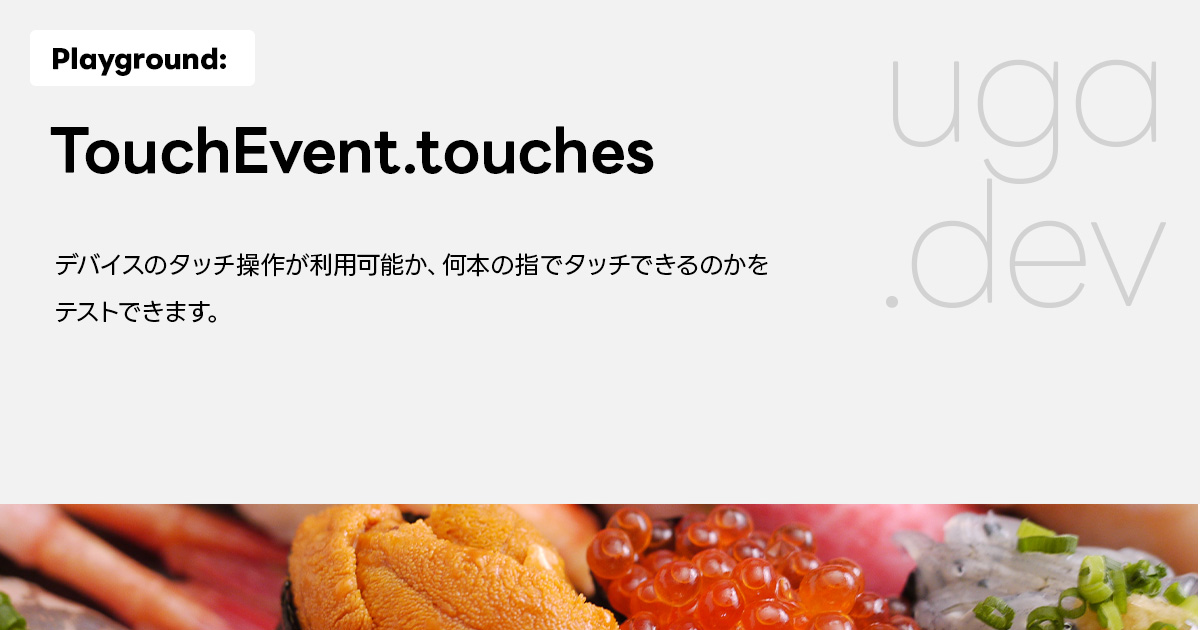 Playground:
TouchEvent.touches
デバイスのタッチ操作が利用可能か、何本の指でタッチできるのかを
テストできます。
uga
.dev